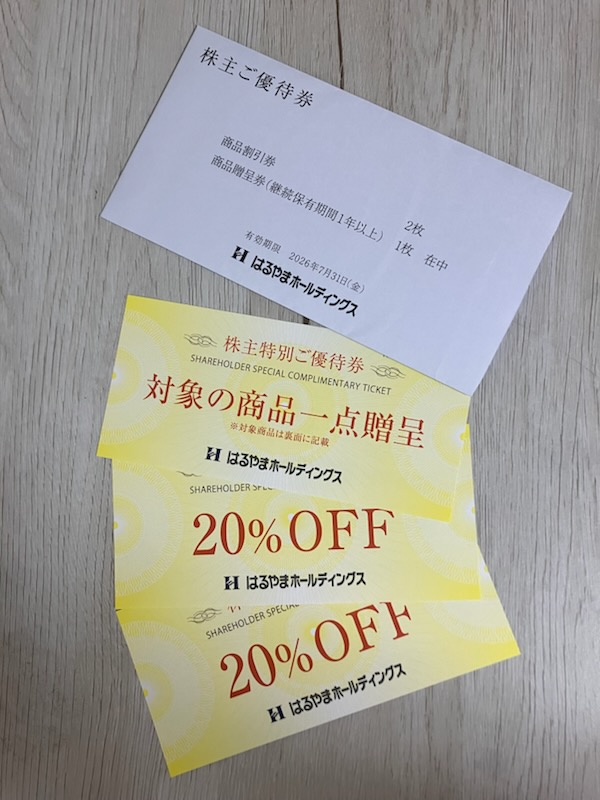 株主ご優待券
商品割引券 2枚
商品贈呈券(継続保有期間1年以上) 1枚 在中
有効期限 2026年7月31日(金)
はるやまホールディングス
株主特別ご優待券
SHAREHOLDER SPECIAL COMPLIMENTARY TICKET
対象の商品一点贈呈
※対象商品は裏面に記載
はるやまホールディングス
SHAREHOLDER
20%OFF
はるやまホールディングス
SHAREHOLDER SPECIAL
20%OFF
はるやまホールディングス